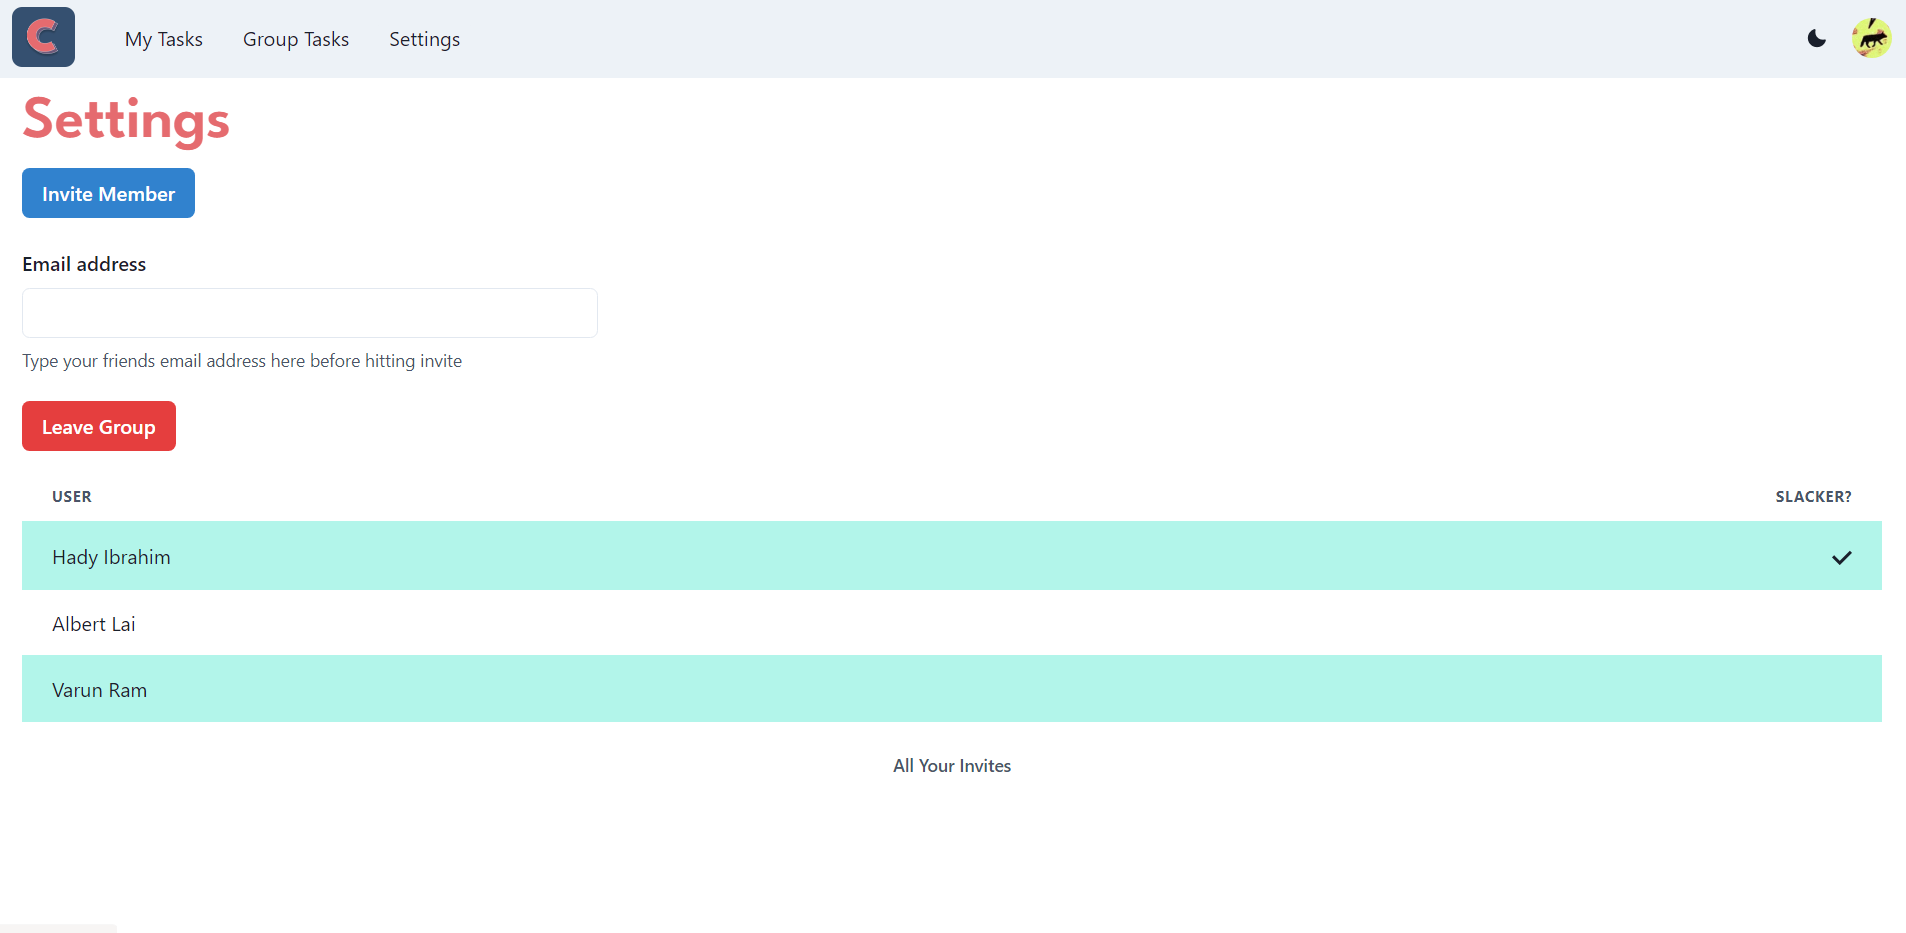 C
My Tasks Group Tasks Settings
Settings
Invite Member
Email address
Type your friends email address here before hitting invite
Leave Group
USER SLACKER?
Hady Ibrahim
Albert Lai
Varun Ram
All Your Invites